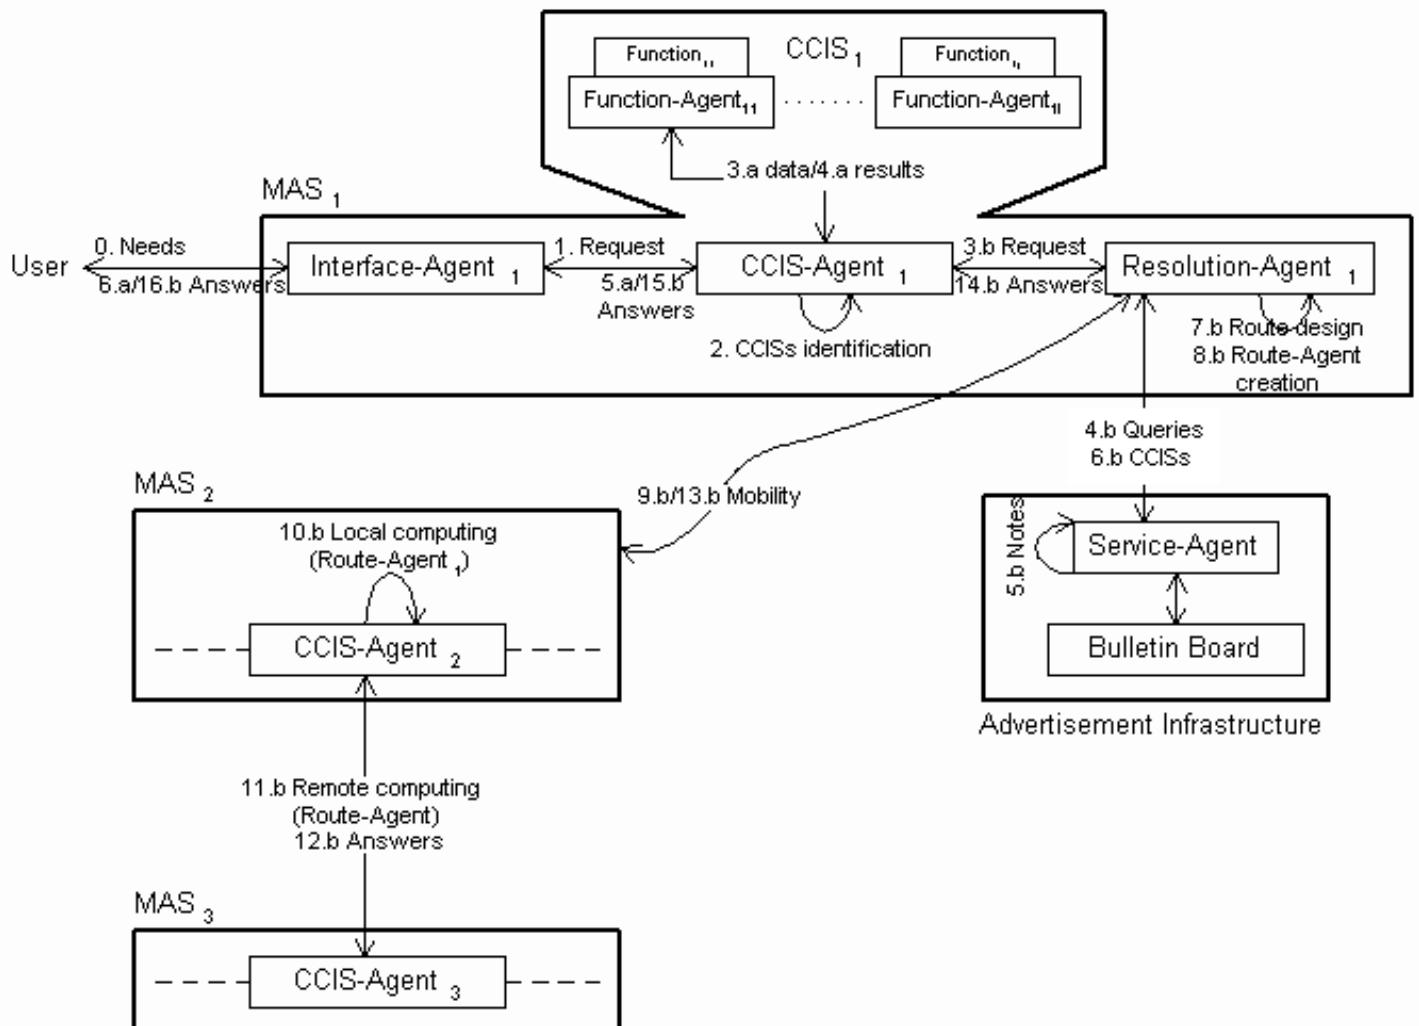 Function₁₁
CCIS₁
Function₁ᵢ
Function-Agent₁₁
.......
Function-Agent₁ᵢ
3.a data/4.a results
MAS ₁
User
0. Needs
6.a/16.b Answers
Interface-Agent ₁
1. Request
5.a/15.b
Answers
CCIS-Agent ₁
2. CCISs identification
3.b Request
14.b Answers
Resolution-Agent ₁
7.b Route design
8.b Route-Agent
creation
4.b Queries
6.b CCISs
9.b/13.b Mobility
MAS ₂
10.b Local computing
(Route-Agent ₁)
CCIS-Agent ₂
5.b Notes
Service-Agent
Bulletin Board
Advertisement Infrastructure
11.b Remote computing
(Route-Agent)
12.b Answers
MAS ₃
CCIS-Agent ₃